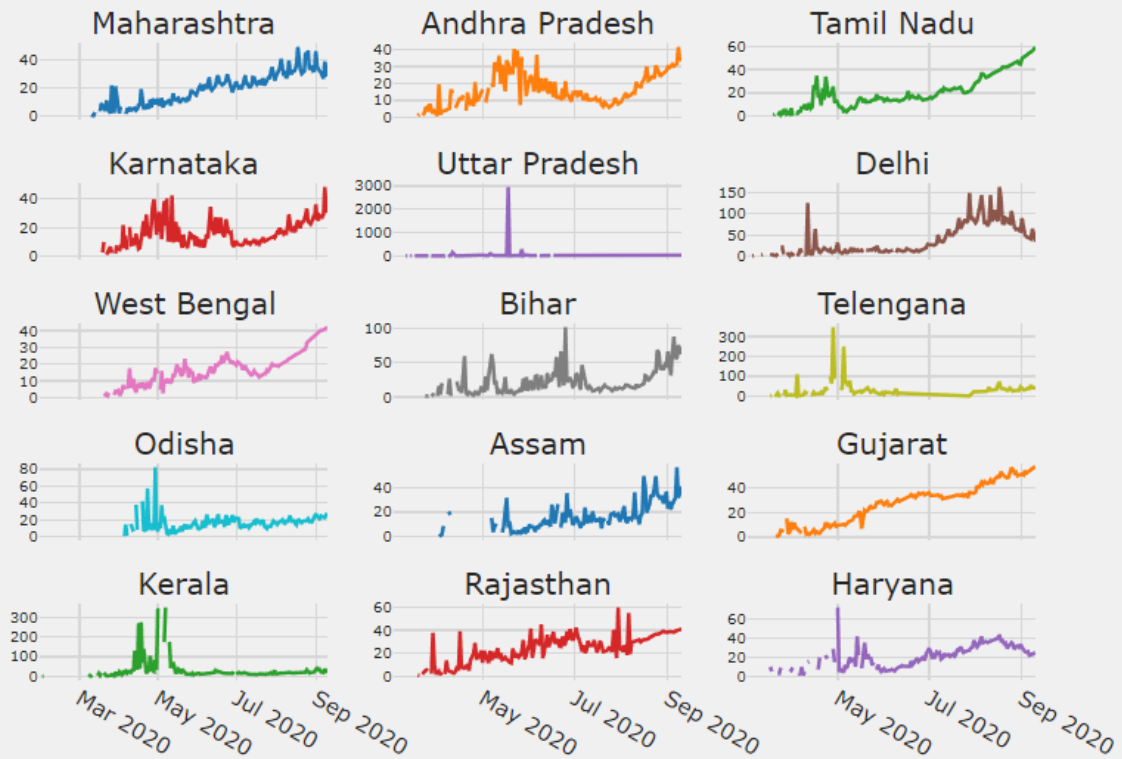 Maharashtra Andhra Pradesh Tamil Nadu
40 40 60
20 30 40
0 20 20
10 0
0
Karnataka Uttar Pradesh Delhi
40 3000 150
20 2000 100
0 1000 50
0 0
West Bengal Bihar Telengana
40 100 300
30 50 200
20 0 100
10 0
0
Odisha Assam Gujarat
80 40 40
60 20 20
40 0 0
20
0
Kerala Rajasthan Haryana
300 60 60
200 40 40
100 20 20
0 0 0
Mar 2020 May 2020 Jul 2020 Sep 2020 May 2020 Jul 2020 Sep 2020 May 2020 Jul 2020 Sep 2020